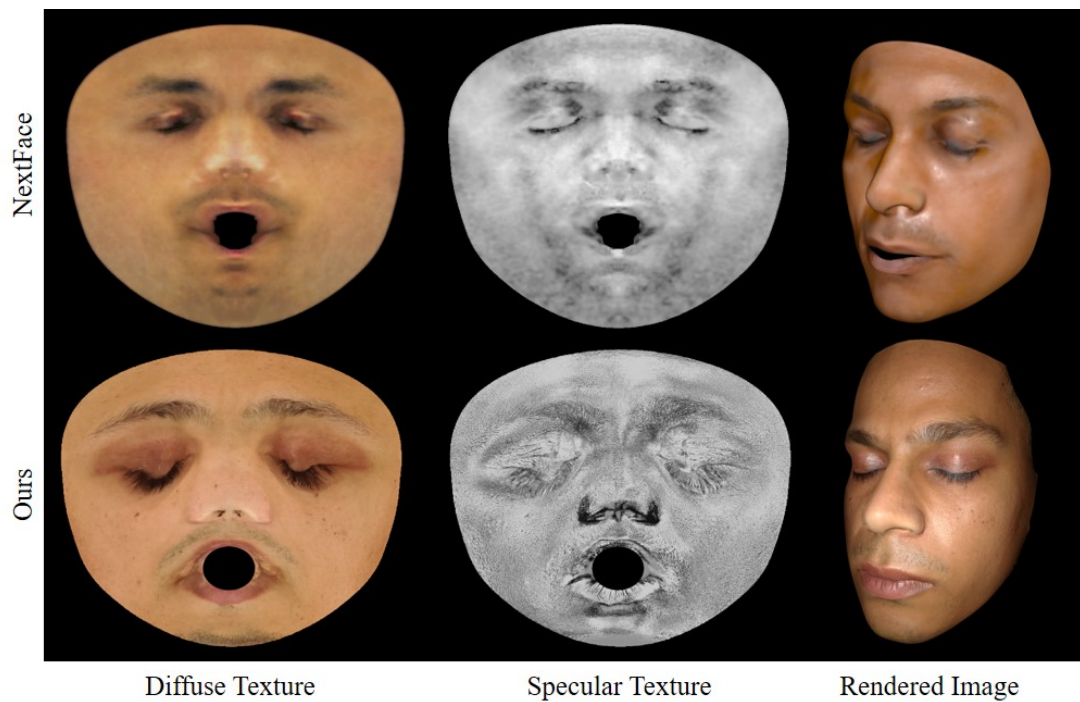 NextFace
Ours
Diffuse Texture
Specular Texture
Rendered Image